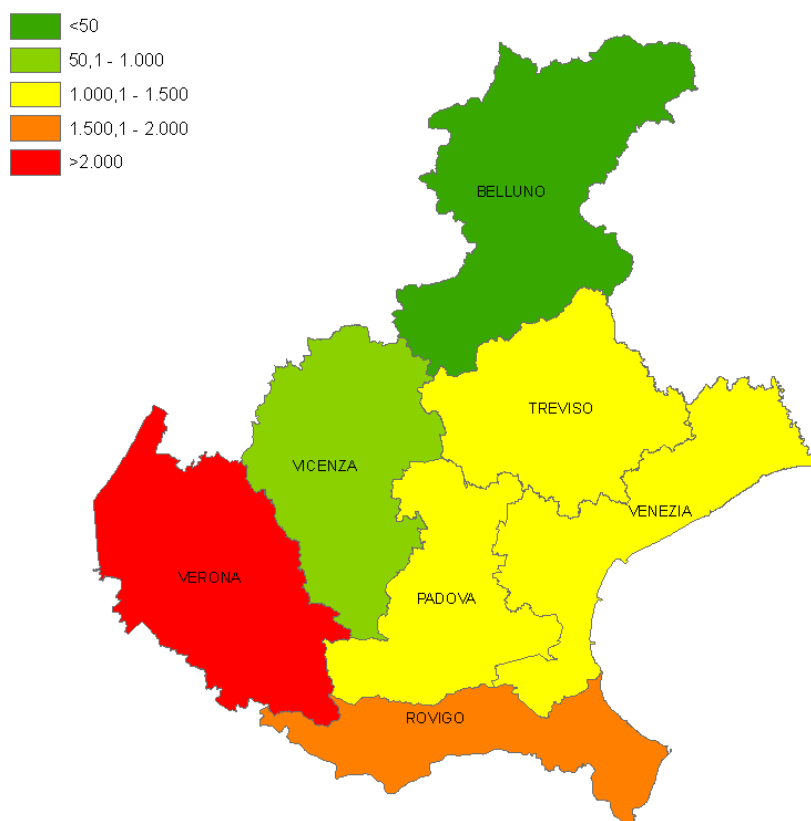 <50
50,1 - 1.000
1.000,1 - 1.500
1.500,1 - 2.000
>2.000
BELLUNO
TREVISO
VICENZA
VENEZIA
VERONA
PADOVA
ROVIGO